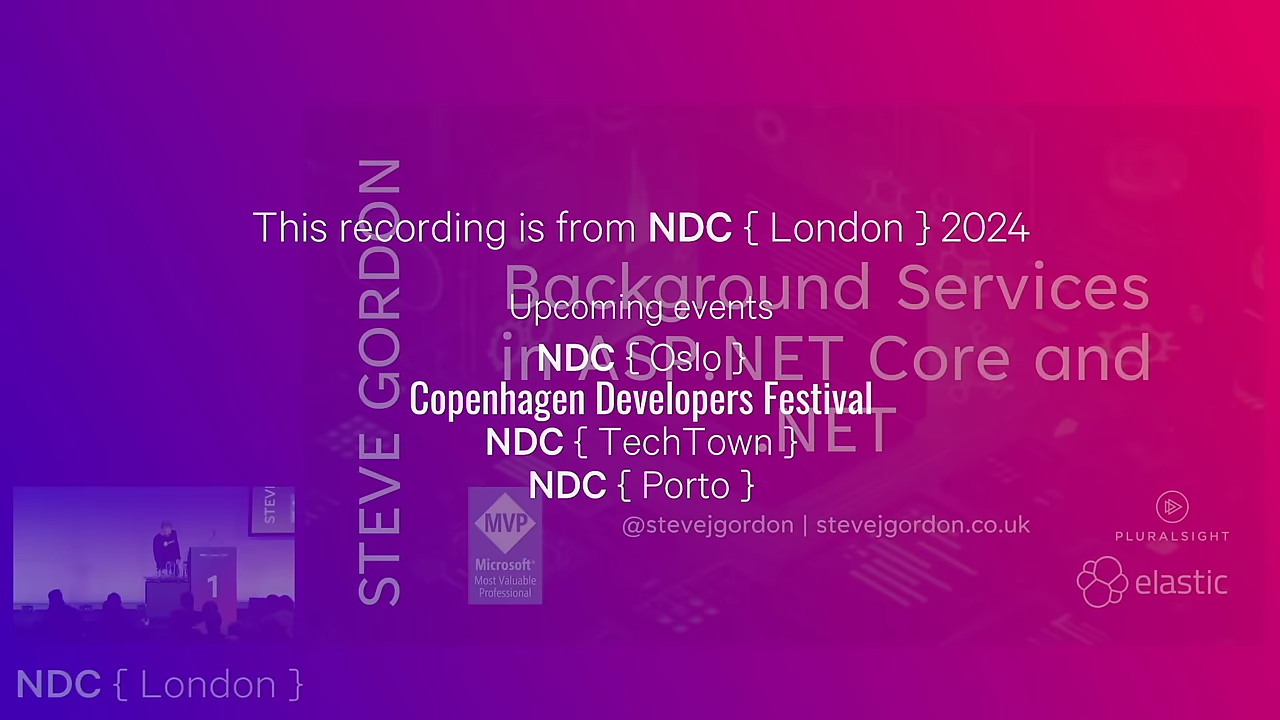 This recording is from NDC { London } 2024
Upcoming events
NDC { Oslo }
Copenhagen Developers Festival
NDC { TechTown }
NDC { Porto }
STEVE GORDON
Background Services
in ASP.NET Core and
.NET
MVP
Microsoft®
Most Valuable
Professional
@stevejgordon | stevejgordon.co.uk
PLURALSIGHT
elastic
STEVE
1
NDC { London }